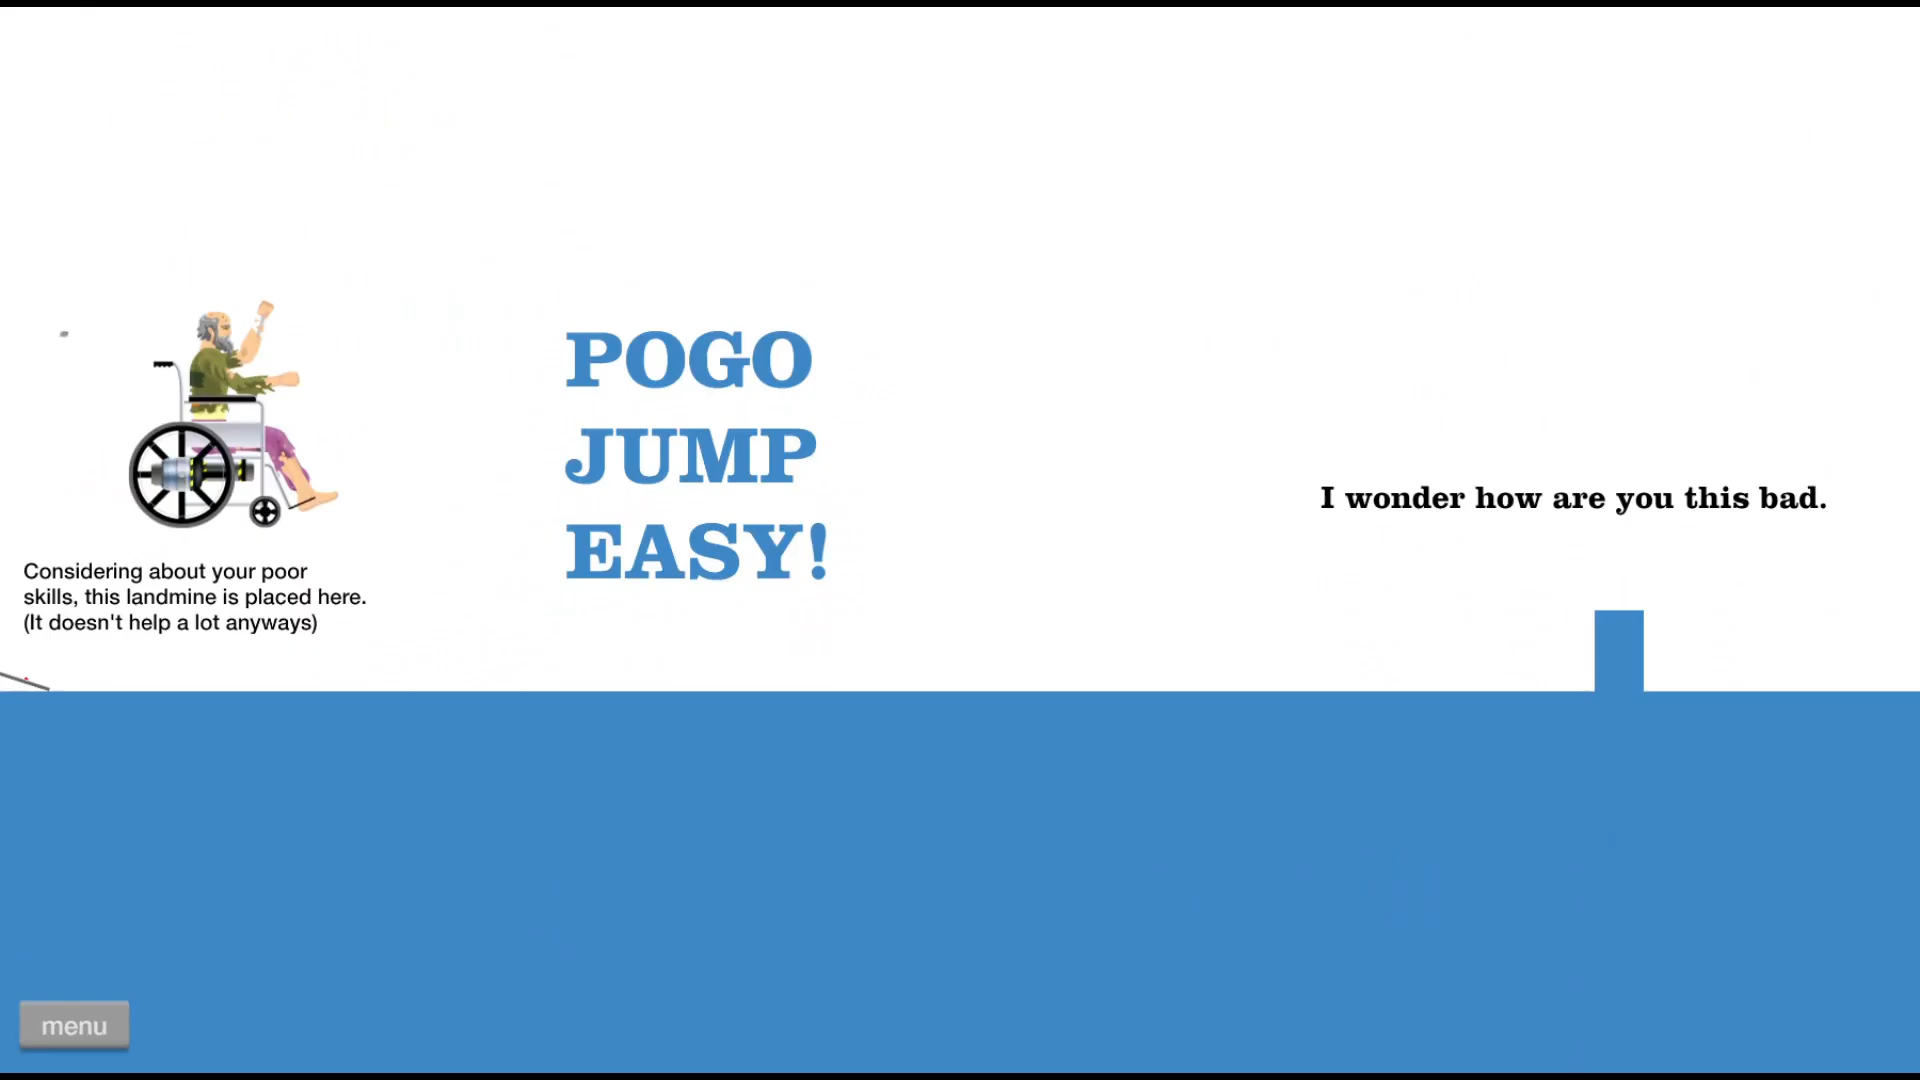 POGO
JUMP
EASY!
I wonder how are you this bad.
Considering about your poor
skills, this landmine is placed here.
(It doesn't help a lot anyways)
menu